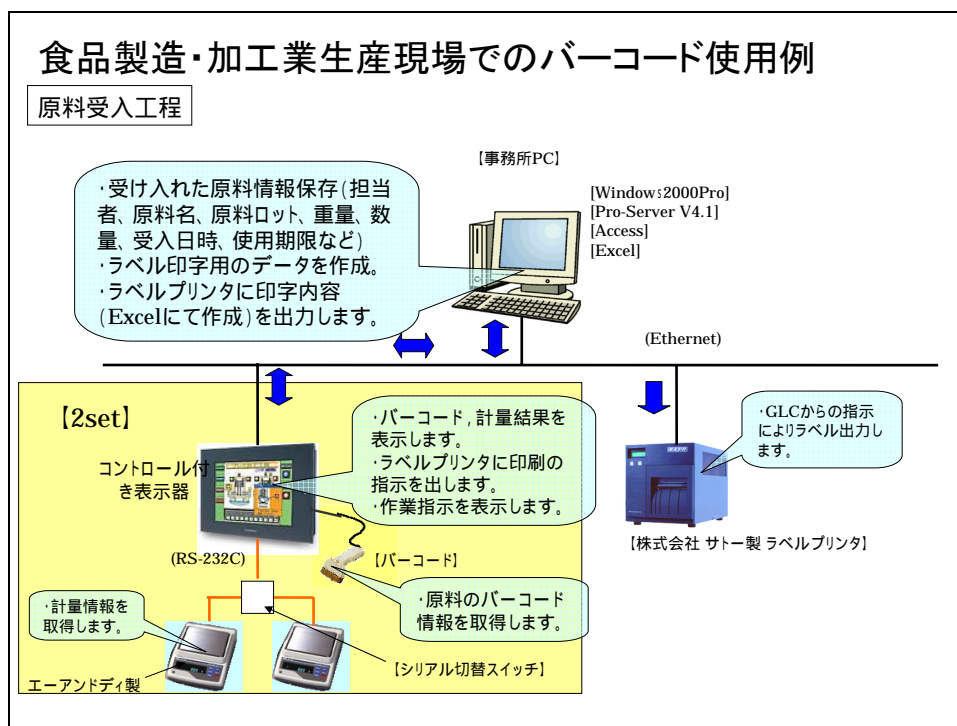 食品製造・加工業生産現場でのバーコード使用例
原料受入工程
【事務所PC】
・受け入れた原料情報保存(担当
者、原料名、原料ロット、重量、数
量、受入日時、使用期限など)
・ラベル印字用のデータを作成。
・ラベルプリンタに印字内容
(Excelにて作成)を出力します。
[Windows2000Pro]
[Pro-Server V4.1]
[Access]
[Excel]
(Ethernet)
【2set】
・バーコード,計量結果を
表示します。
・ラベルプリンタに印刷の
指示を出します。
・作業指示を表示します。
・GLCからの指示
によりラベル出力し
ます。
コントロール付
き表示器
SATO
【株式会社 サトー製 ラベルプリンタ】
(RS-232C)
【バーコード】
・原料のバーコード
情報を取得します。
・計量情報を
取得します。
【シリアル切替スイッチ】
エーアンドディ製